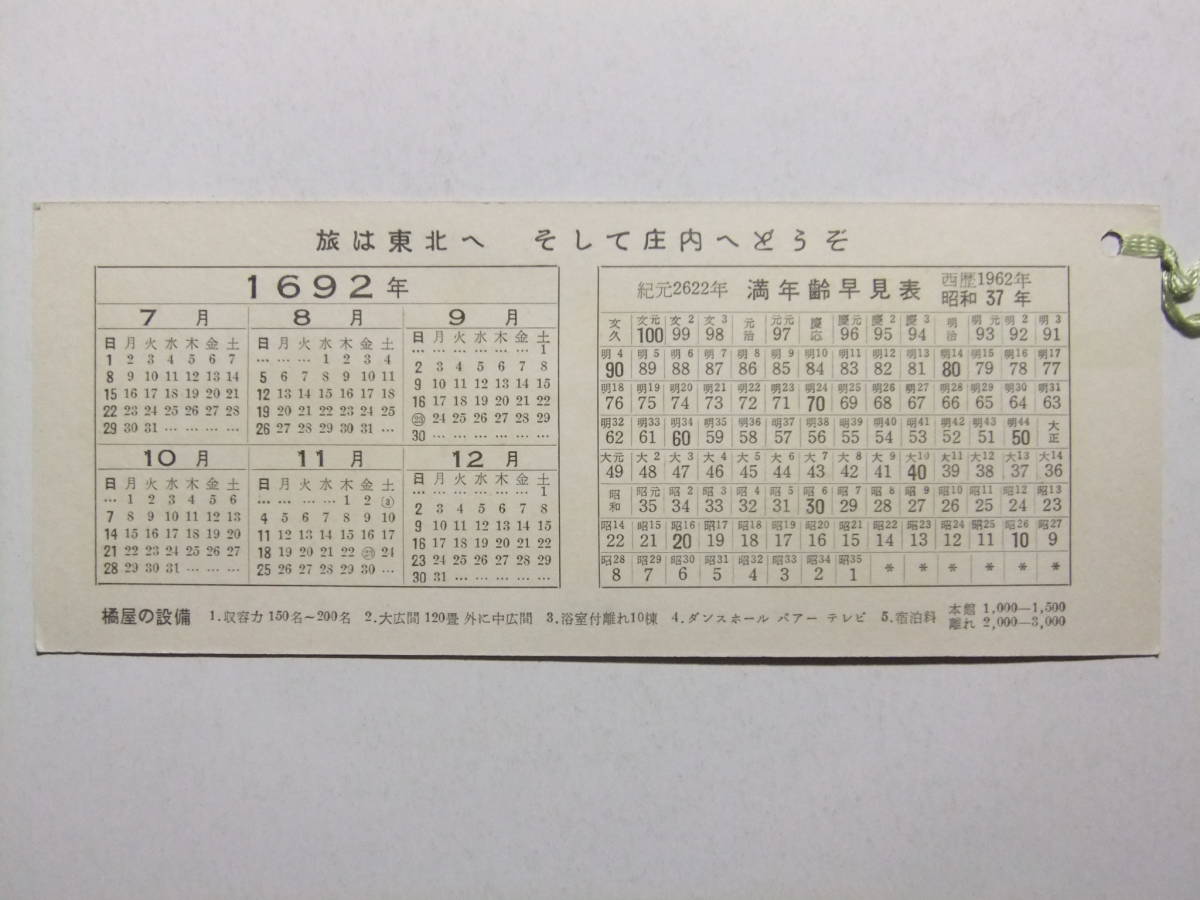 旅は東北へ そして庄内へどうぞ
1692年
7月 8月 9月
日 月 火 水 木 金 土 日 月 火 水 木 金 土 日 月 火 水 木 金 土
1 2 3 4 5 6 7 … … … 1 2 3 4 … … … … … … 1
8 9 10 11 12 13 14 5 6 7 8 9 10 11 2 3 4 5 6 7 8
15 16 17 18 19 20 21 12 13 14 15 16 17 18 9 10 11 12 13 14 15
22 23 24 25 26 27 28 19 20 21 22 23 24 25 16 17 18 19 20 21 22
29 30 31 … … … … 26 27 28 29 30 31 … ㉓ 24 25 26 27 28 29
30 … … … … … …
10月 11月 12月
日 月 火 水 木 金 土 日 月 火 水 木 金 土 日 月 火 水 木 金 土
… 1 2 3 4 5 6 … … … … 1 2 ③ … … … … … … 1
7 8 9 10 11 12 13 4 5 6 7 8 9 10 2 3 4 5 6 7 8
14 15 16 17 18 19 20 11 12 13 14 15 16 17 9 10 11 12 13 14 15
21 22 23 24 25 26 27 18 19 20 21 22 ㉓ 24 16 17 18 19 20 21 22
28 29 30 31 … … … 25 26 27 28 29 30 … 23 24 25 26 27 28 29
30 31 … … … … …
紀元2622年 満年齢早見表 西歴1962年 昭和 37 年
文久 文元 文2 文3 元治 元元 慶応 慶元 慶2 慶3 明治 明元 明2 明3
100 99 98 97 96 95 94 93 92 91
明4 明5 明6 明7 明8 明9 明10 明11 明12 明13 明14 明15 明16 明17
90 89 88 87 86 85 84 83 82 81 80 79 78 77
明18 明19 明20 明21 明22 明23 明24 明25 明26 明27 明28 明29 明30 明31
76 75 74 73 72 71 70 69 68 67 66 65 64 63
明32 明33 明34 明35 明36 明37 明38 明39 明40 明41 明42 明43 明44 大正
62 61 60 59 58 57 56 55 54 53 52 51 50
大元 大2 大3 大4 大5 大6 大7 大8 大9 大10 大11 大12 大13 大14
49 48 47 46 45 44 43 42 41 40 39 38 37 36
昭和 昭元 昭2 昭3 昭4 昭5 昭6 昭7 昭8 昭9 昭10 昭11 昭12 昭13
35 34 33 32 31 30 29 28 27 26 25 24 23
昭14 昭15 昭16 昭17 昭18 昭19 昭20 昭21 昭22 昭23 昭24 昭25 昭26 昭27
22 21 20 19 18 17 16 15 14 13 12 11 10 9
昭28 昭29 昭30 昭31 昭32 昭33 昭34 昭35
8 7 6 5 4 3 2 1 * * * * * *
橘屋の設備 1.収容力 150名~200名 2.大広間 120畳 外に中広間 3.浴室付離れ10棟 4.ダンスホール バアー テレビ 5.宿泊料 本館 1,000—1,500
離れ 2,000—3,000